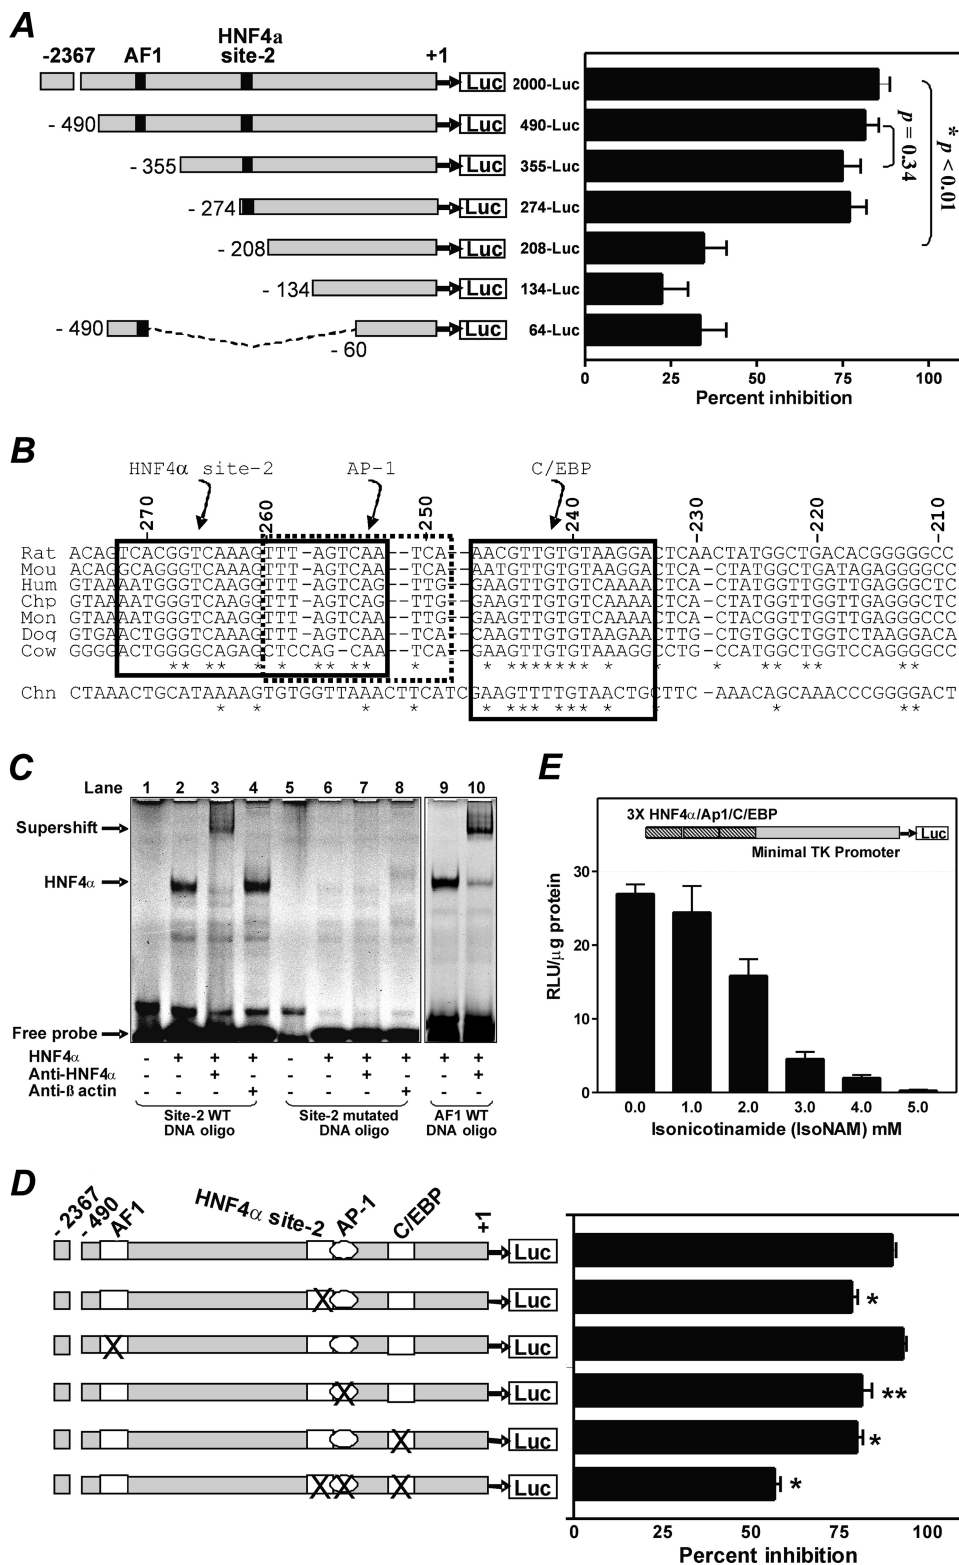 A
HNF4a
-2367 AF1 site-2 +1
Luc 2000-Luc
- 490 Luc 490-Luc
- 355 Luc 355-Luc
- 274 Luc 274-Luc
- 208 Luc 208-Luc
- 134 Luc 134-Luc
- 490 - 60 Luc 64-Luc
p = 0.34
* p < 0.01
0 25 50 75 100
Percent inhibition
B
HNF4α site-2 AP-1 C/EBP
270 260 250 240 230 220 210
Rat ACAGTCACGGTCAAAGTTT-AGTCAA--TCA--AACGTTGTGTAAGGACTCAACTATGGCTGACACGGGGGCC
Mou ACAGGCAGGGTCAAAGTTT-AGTCAA--TCA--AATGTTGTGTAAGGACTCA-CTATGGCTGATAGAGGGGCC
Hum GTAAAATGGGTCAAAGTTT-AGTCAG--TTG--GAAGTTGTGTCAAAACTCA-CTATGGTTGGTTGAGGGCTC
Chp GTAAAATGGGTCAAGGTTT-AGTCAG--TTG--GAAGTTGTGTCAAAACTCA-CTATGGTTGGTTGAGGGCTC
Mon GTAAAATGGGTCAAGGTTT-AGTCAG--TTG--GAAGTTGTGTCAAAACTCA-CTATGGTTGGTTGAGGGCCC
Dog GTGAACTGGGTCAAAGTTT-AGTCAA--TCA--CAAGTTGTGTAAGAACTTG-CTGTGGCTGGTCTAAGGACA
Cow GGGGACTGGGGCAGAGCTCCAG-CAA--TCA--GAAGTTGTGTAAAGGCCTG-CCATGGCTGGTCCAGGGGCC
Chn CTAAACTGCATAAAAGTGTGGTTAAACTTCATCGAAGTTTTGTAACTGCCTTC-AAACAGCAAACCCGGGGACT
C
Lane 1 2 3 4 5 6 7 8 9 10
Supershift
HNF4α
Free probe
HNF4α - + + + - + + + + +
Anti-HNF4α - - + - - - + - - +
Anti-ß actin - - - + - - - + - -
Site-2 WT DNA oligo
Site-2 mutated DNA oligo
AF1 WT DNA oligo
E
3X HNF4α/Ap1/C/EBP
Luc
Minimal TK Promoter
RLU/µg protein
30
20
10
0
0.0 1.0 2.0 3.0 4.0 5.0
Isonicotinamide (IsoNAM) mM
D
- 2367 - 490 AF1 HNF4α site-2 AP-1 C/EBP +1
Luc
X Luc *
X Luc
X Luc **
X Luc *
X X X Luc *
0 25 50 75 100
Percent inhibition